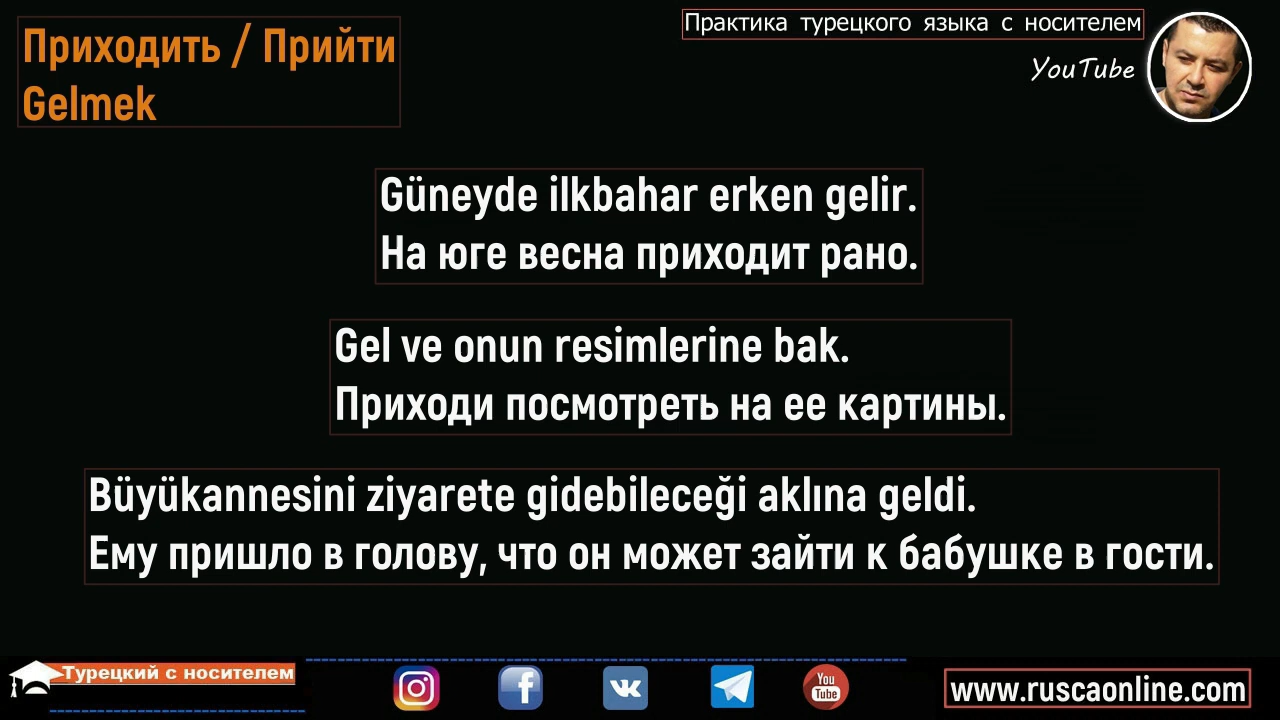 Приходить / Прийти
Gelmek
Практика турецкого языка с носителем
YouTube
Güneyde ilkbahar erken gelir.
На юге весна приходит рано.
Gel ve onun resimlerine bak.
Приходи посмотреть на ее картины.
Büyükannesini ziyarete gidebileceği aklına geldi.
Ему пришло в голову, что он может зайти к бабушке в гости.
Турецкий с носителем
You
Tube
www.ruscaonline.com